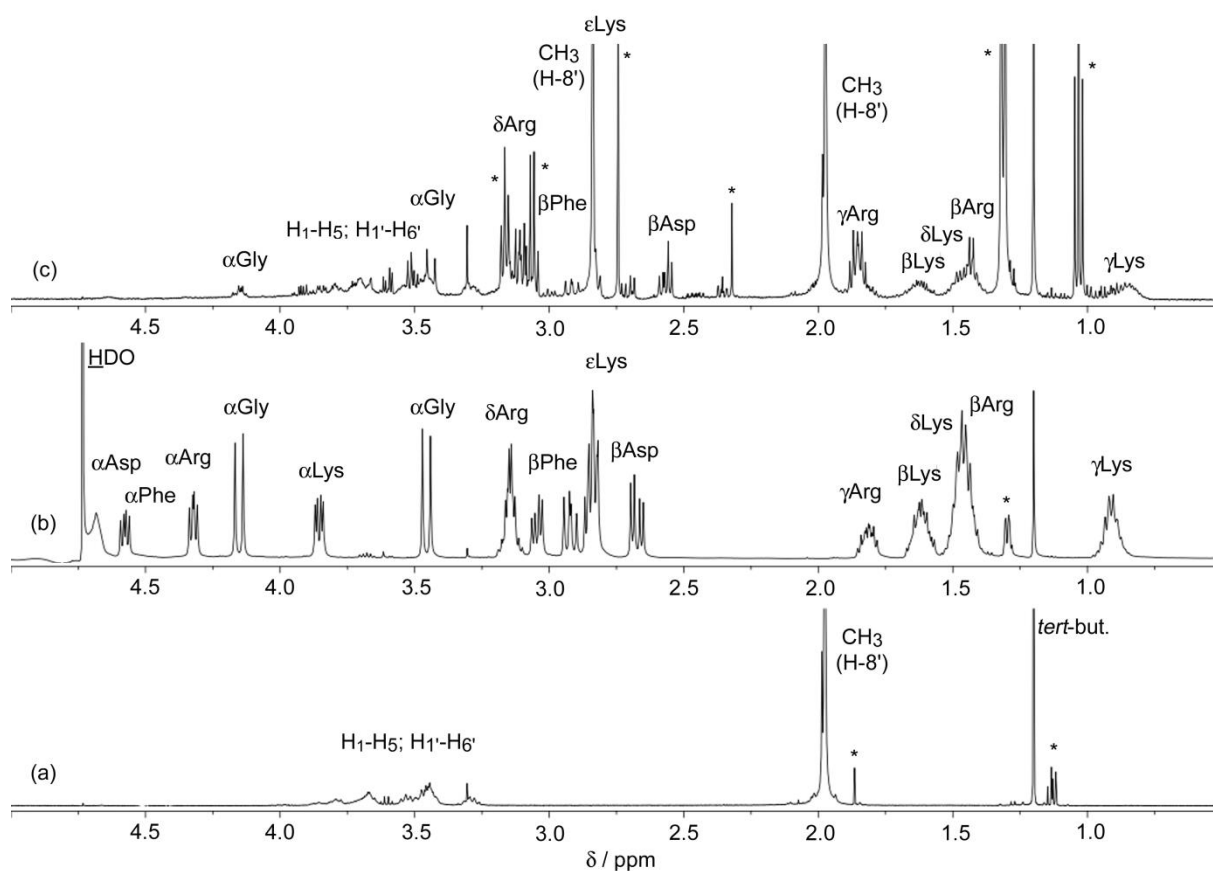 εLys
CH3
(H-8')
*
CH3
(H-8')
*
*
δArg
*
*
αGly
βPhe
H1-H5; H1'-H6'
βAsp
*
γArg
βArg
δLys
βLys
γLys
αGly
(c)
4.5 4.0 3.5 3.0 2.5 2.0 1.5 1.0
HDO
εLys
αGly
αGly
δArg
βArg
δLys
αAsp
αArg
βPhe
βAsp
αPhe
αLys
γArg
βLys
γLys
*
(b)
4.5 4.0 3.5 3.0 2.5 2.0 1.5 1.0
tert-but.
CH3
(H-8')
H1-H5; H1'-H6'
*
*
(a)
4.5 4.0 3.5 3.0 2.5 2.0 1.5 1.0
δ / ppm